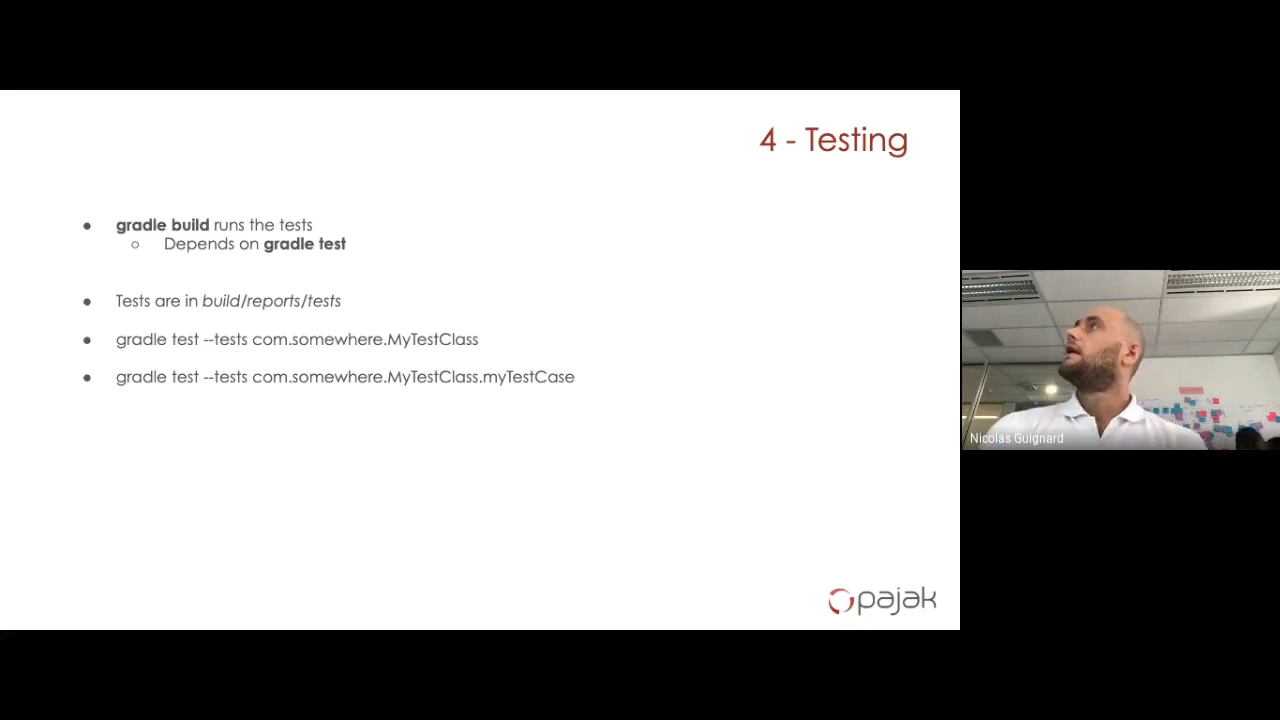 4 - Testing
● gradle build runs the tests
○ Depends on gradle test
● Tests are in build/reports/tests
● gradle test --tests com.somewhere.MyTestClass
● gradle test --tests com.somewhere.MyTestClass.myTestCase
pajak
Nicolas Guignard